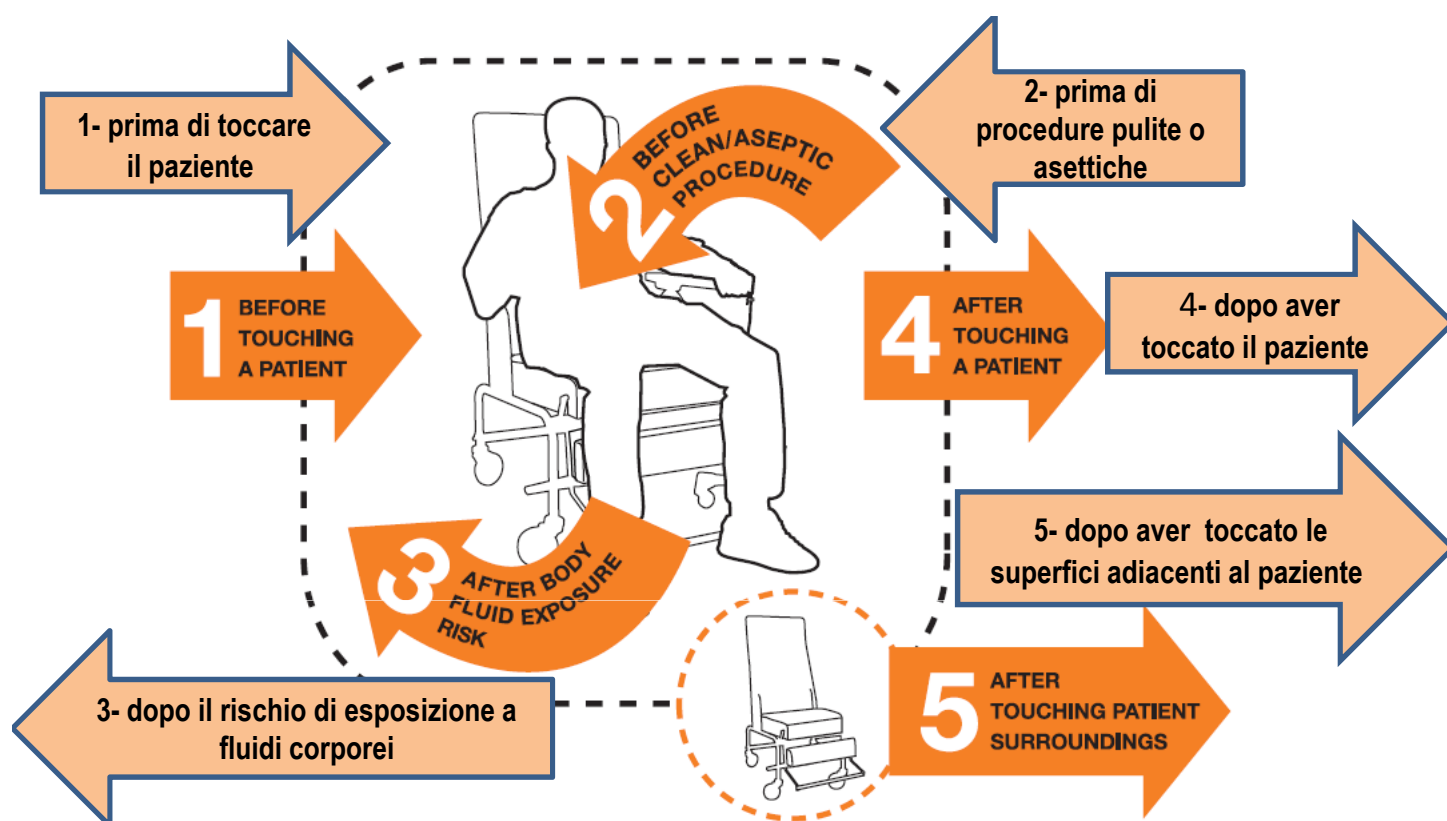 1- prima di toccare
il paziente
2- prima di
procedure pulite o
asettiche
2
BEFORE
CLEAN/ASEPTIC
PROCEDURE
1
BEFORE
TOUCHING
A PATIENT
4
AFTER
TOUCHING
A PATIENT
4- dopo aver
toccato il paziente
5- dopo aver toccato le
superfici adiacenti al paziente
3
AFTER BODY
FLUID EXPOSURE
RISK
3- dopo il rischio di esposizione a
fluidi corporei
5
AFTER
TOUCHING PATIENT
SURROUNDINGS